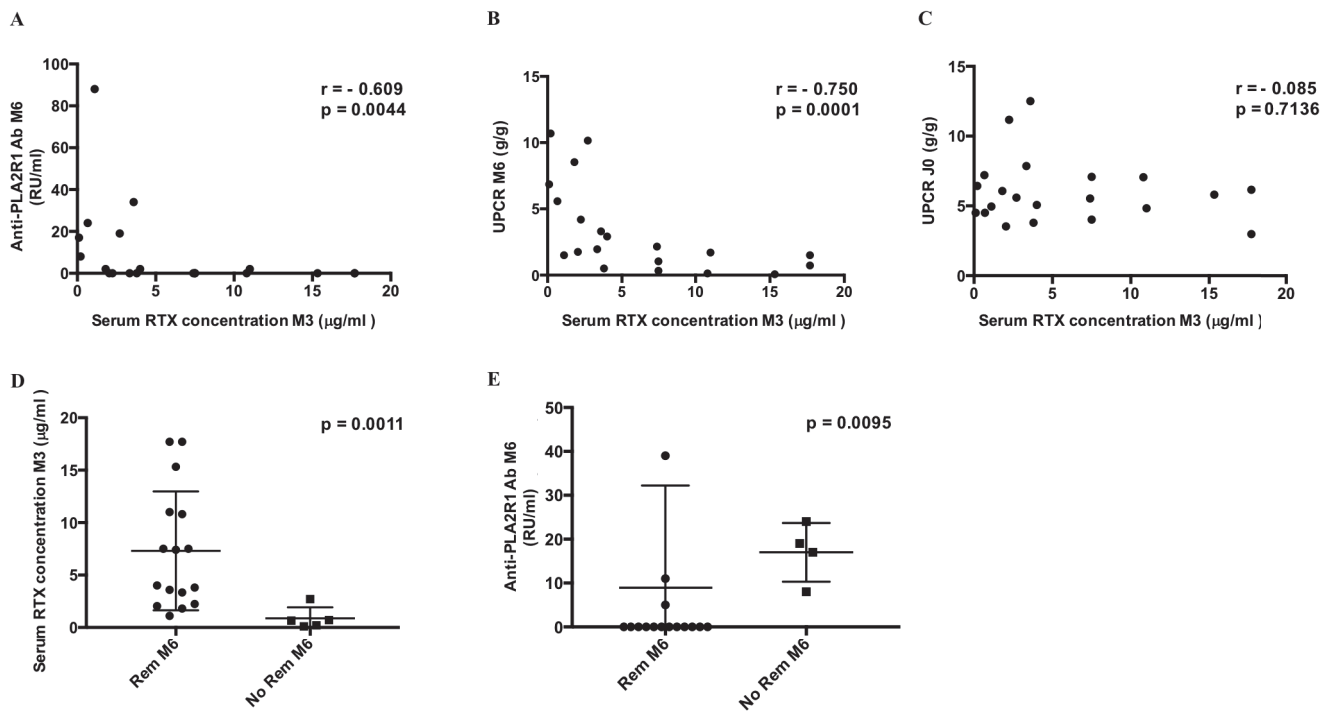 A
B
C
100
80
60
40
20
0
0
5
10
15
20
Anti-PLA2R1 Ab M6
(RU/ml)
Serum RTX concentration M3 (μg/ml )
r = - 0.609
p = 0.0044
15
10
5
0
0
5
10
15
20
UPCR M6 (g/g)
Serum RTX concentration M3 (μg/ml )
r = - 0.750
p = 0.0001
15
10
5
0
0
5
10
15
20
UPCR J0 (g/g)
Serum RTX concentration M3 (μg/ml )
r = - 0.085
p = 0.7136
D
E
20
15
10
5
0
Serum RTX concentration M3 (μg/ml )
p = 0.0011
Rem M6
No Rem M6
50
40
30
20
10
0
Anti-PLA2R1 Ab M6
(RU/ml)
p = 0.0095
Rem M6
No Rem M6